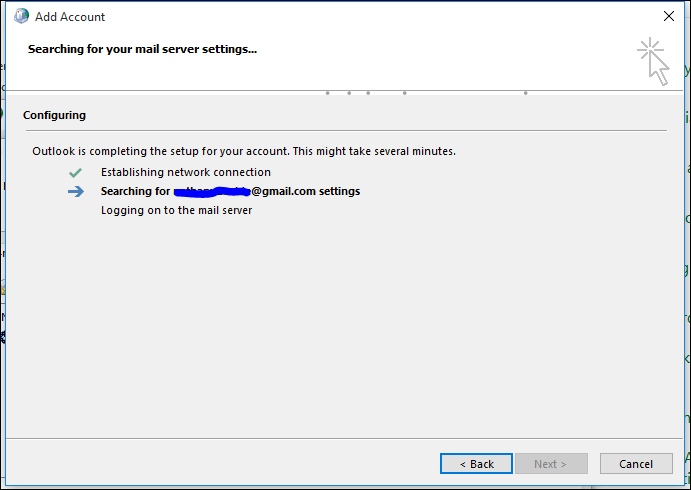 Add Account
Searching for your mail server settings...
Configuring
Outlook is completing the setup for your account. This might take several minutes.
Establishing network connection
Searching for @gmail.com settings
Logging on to the mail server
< Back
Next >
Cancel